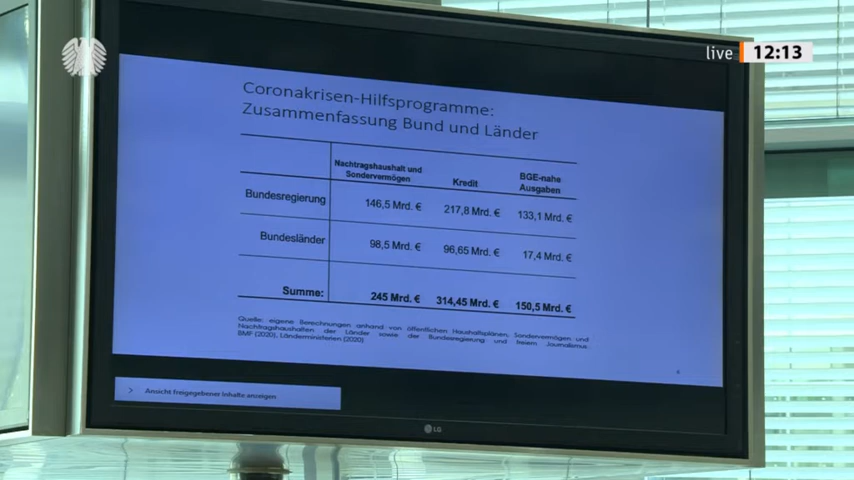 live 12:13
Coronakrisen-Hilfsprogramme:
Zusammenfassung Bund und Länder
Nachtragshaushalt und
Sondervermögen
Kredit
BGE-nahe
Ausgaben
Bundesregierung 146,5 Mrd. € 217,8 Mrd. € 133,1 Mrd. €
Bundesländer 98,5 Mrd. € 96,65 Mrd. € 17,4 Mrd. €
Summe: 245 Mrd. € 314,45 Mrd. € 150,5 Mrd. €
Quelle: eigene Berechnungen anhand von öffentlichen Haushaltsplänen, Sondervermögen und
Nachtragshaushalten der Länder sowie der Bundesregierung und freiem Journalismus
BMF (2020), Länderministerien (2020)
Ansicht freigegebener Inhalte anzeigen
LG